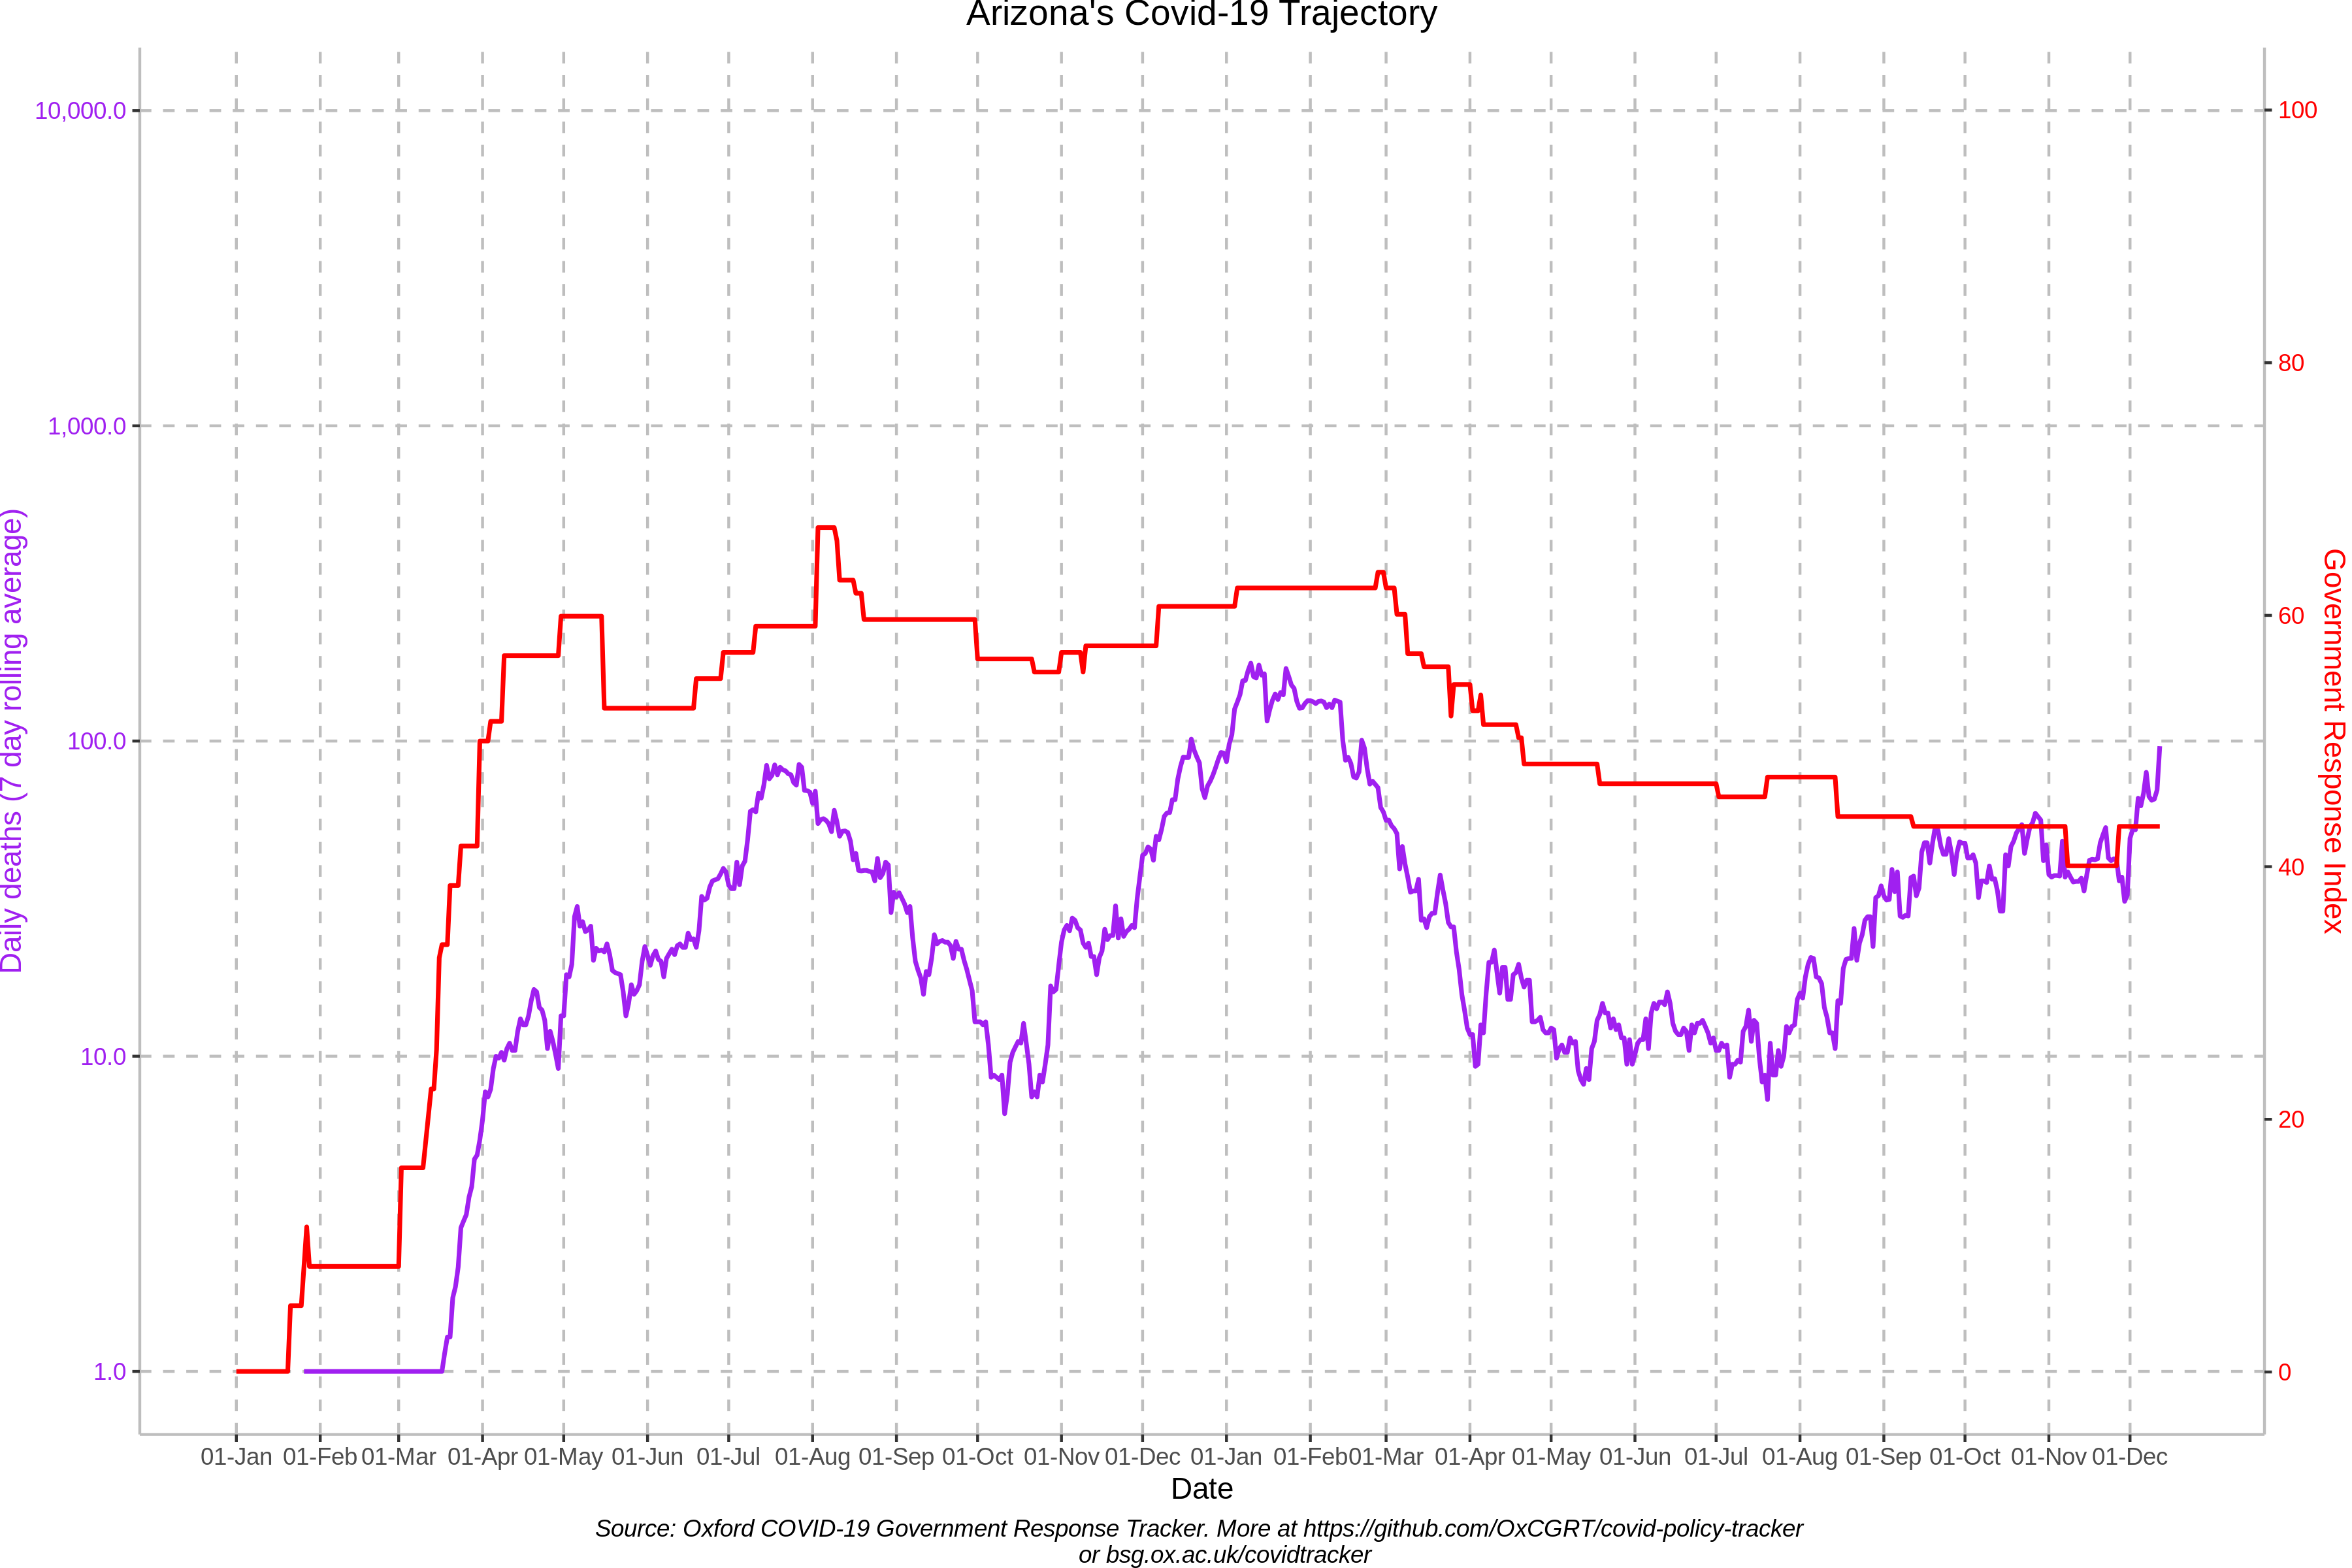 Arizona's Covid-19 Trajectory
10,000.0
1,000.0
100.0
10.0
1.0
Daily deaths (7 day rolling average)
100
80
60
40
20
0
Government Response Index
01-Jan 01-Feb 01-Mar 01-Apr 01-May 01-Jun 01-Jul 01-Aug 01-Sep 01-Oct 01-Nov 01-Dec 01-Jan 01-Feb 01-Mar 01-Apr 01-May 01-Jun 01-Jul 01-Aug 01-Sep 01-Oct 01-Nov 01-Dec
Date
Source: Oxford COVID-19 Government Response Tracker. More at https://github.com/OxCGRT/covid-policy-tracker
or bsg.ox.ac.uk/covidtracker